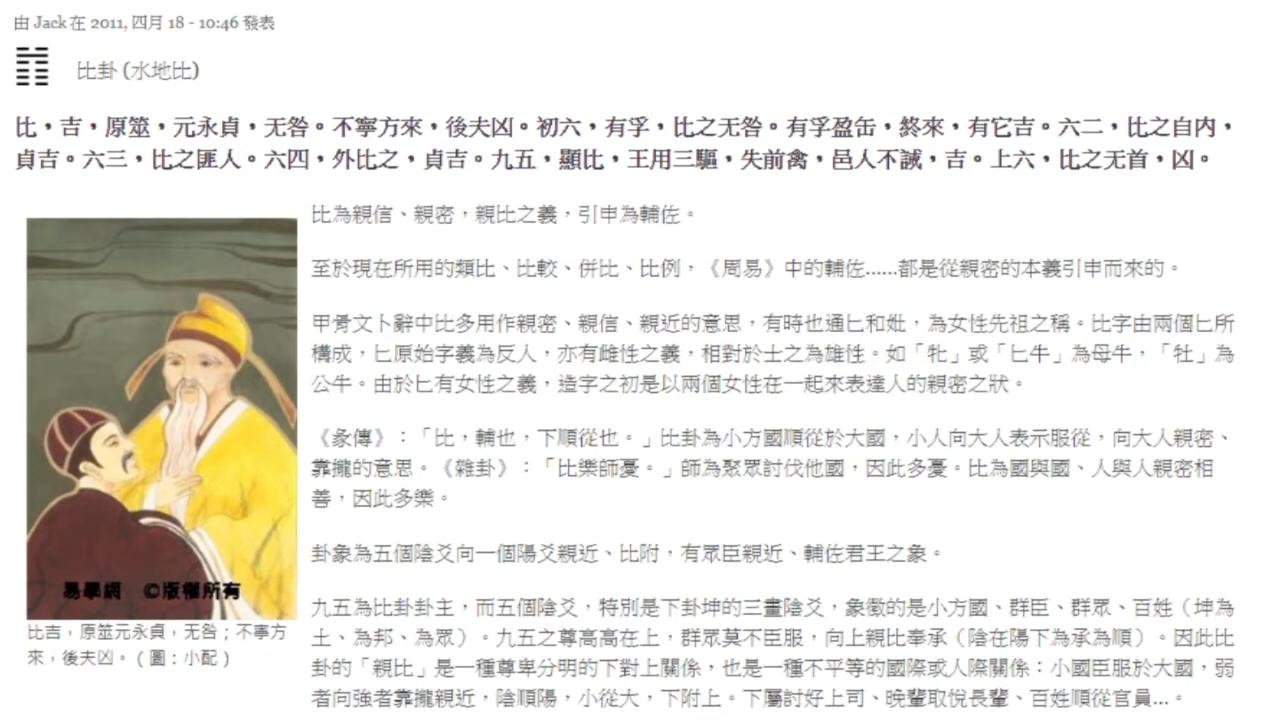 由 Jack 在 2011, 四月 18 - 10:46 發表
比卦 (水地比)
比，吉，原筮，元永貞，无咎。不寧方來，後夫凶。初六，有孚，比之无咎。有孚盈缶，終來，有它吉。六二，比之自内，
貞吉。六三，比之匪人。六四，外比之，貞吉。九五，顯比，王用三驅，失前禽，邑人不誡，吉。上六，比之无首，凶。
比為親信、親密，親比之義，引申為輔佐。
至於現在所用的類比、比較、併比、比例，《周易》中的輔佐......都是從親密的本義引申而來的。
甲骨文卜辭中比多用作親密、親信、親近的意思，有時也通匕和妣，為女性先祖之稱。比字由兩個匕所
構成，匕原始字義為反人，亦有雌性之義，相對於士之為雄性。如「牝」或「匕牛」為母牛，「牡」為
公牛。由於匕有女性之義，造字之初是以兩個女性在一起來表達人的親密之狀。
《彖傳》：「比，輔也，下順從也。」比卦為小方國順從於大國，小人向大人表示服從，向大人親密、
靠攏的意思。《雜卦》：「比樂師憂。」師為聚眾討伐他國，因此多憂。比為國與國、人與人親密相
善，因此多樂。
卦象為五個陰爻向一個陽爻親近、比附，有眾臣親近、輔佐君王之象。
九五為比卦卦主，而五個陰爻，特別是下卦坤的三畫陰爻，象徵的是小方國、群臣、群眾、百姓（坤為
土、為邦、為眾）。九五之尊高高在上，群眾莫不臣服，向上親比奉承（陰在陽下為承為順）。因此比
卦的「親比」是一種尊卑分明的下對上關係，也是一種不平等的國際或人際關係：小國臣服於大國，弱
者向強者靠攏親近，陰順陽，小從大，下附上。下屬討好上司、晚輩取悅長輩、百姓順從官員...。
易學網 ©版權所有
比吉，原筮元永貞，无咎；不寧方
來，後夫凶。（圖：小配）